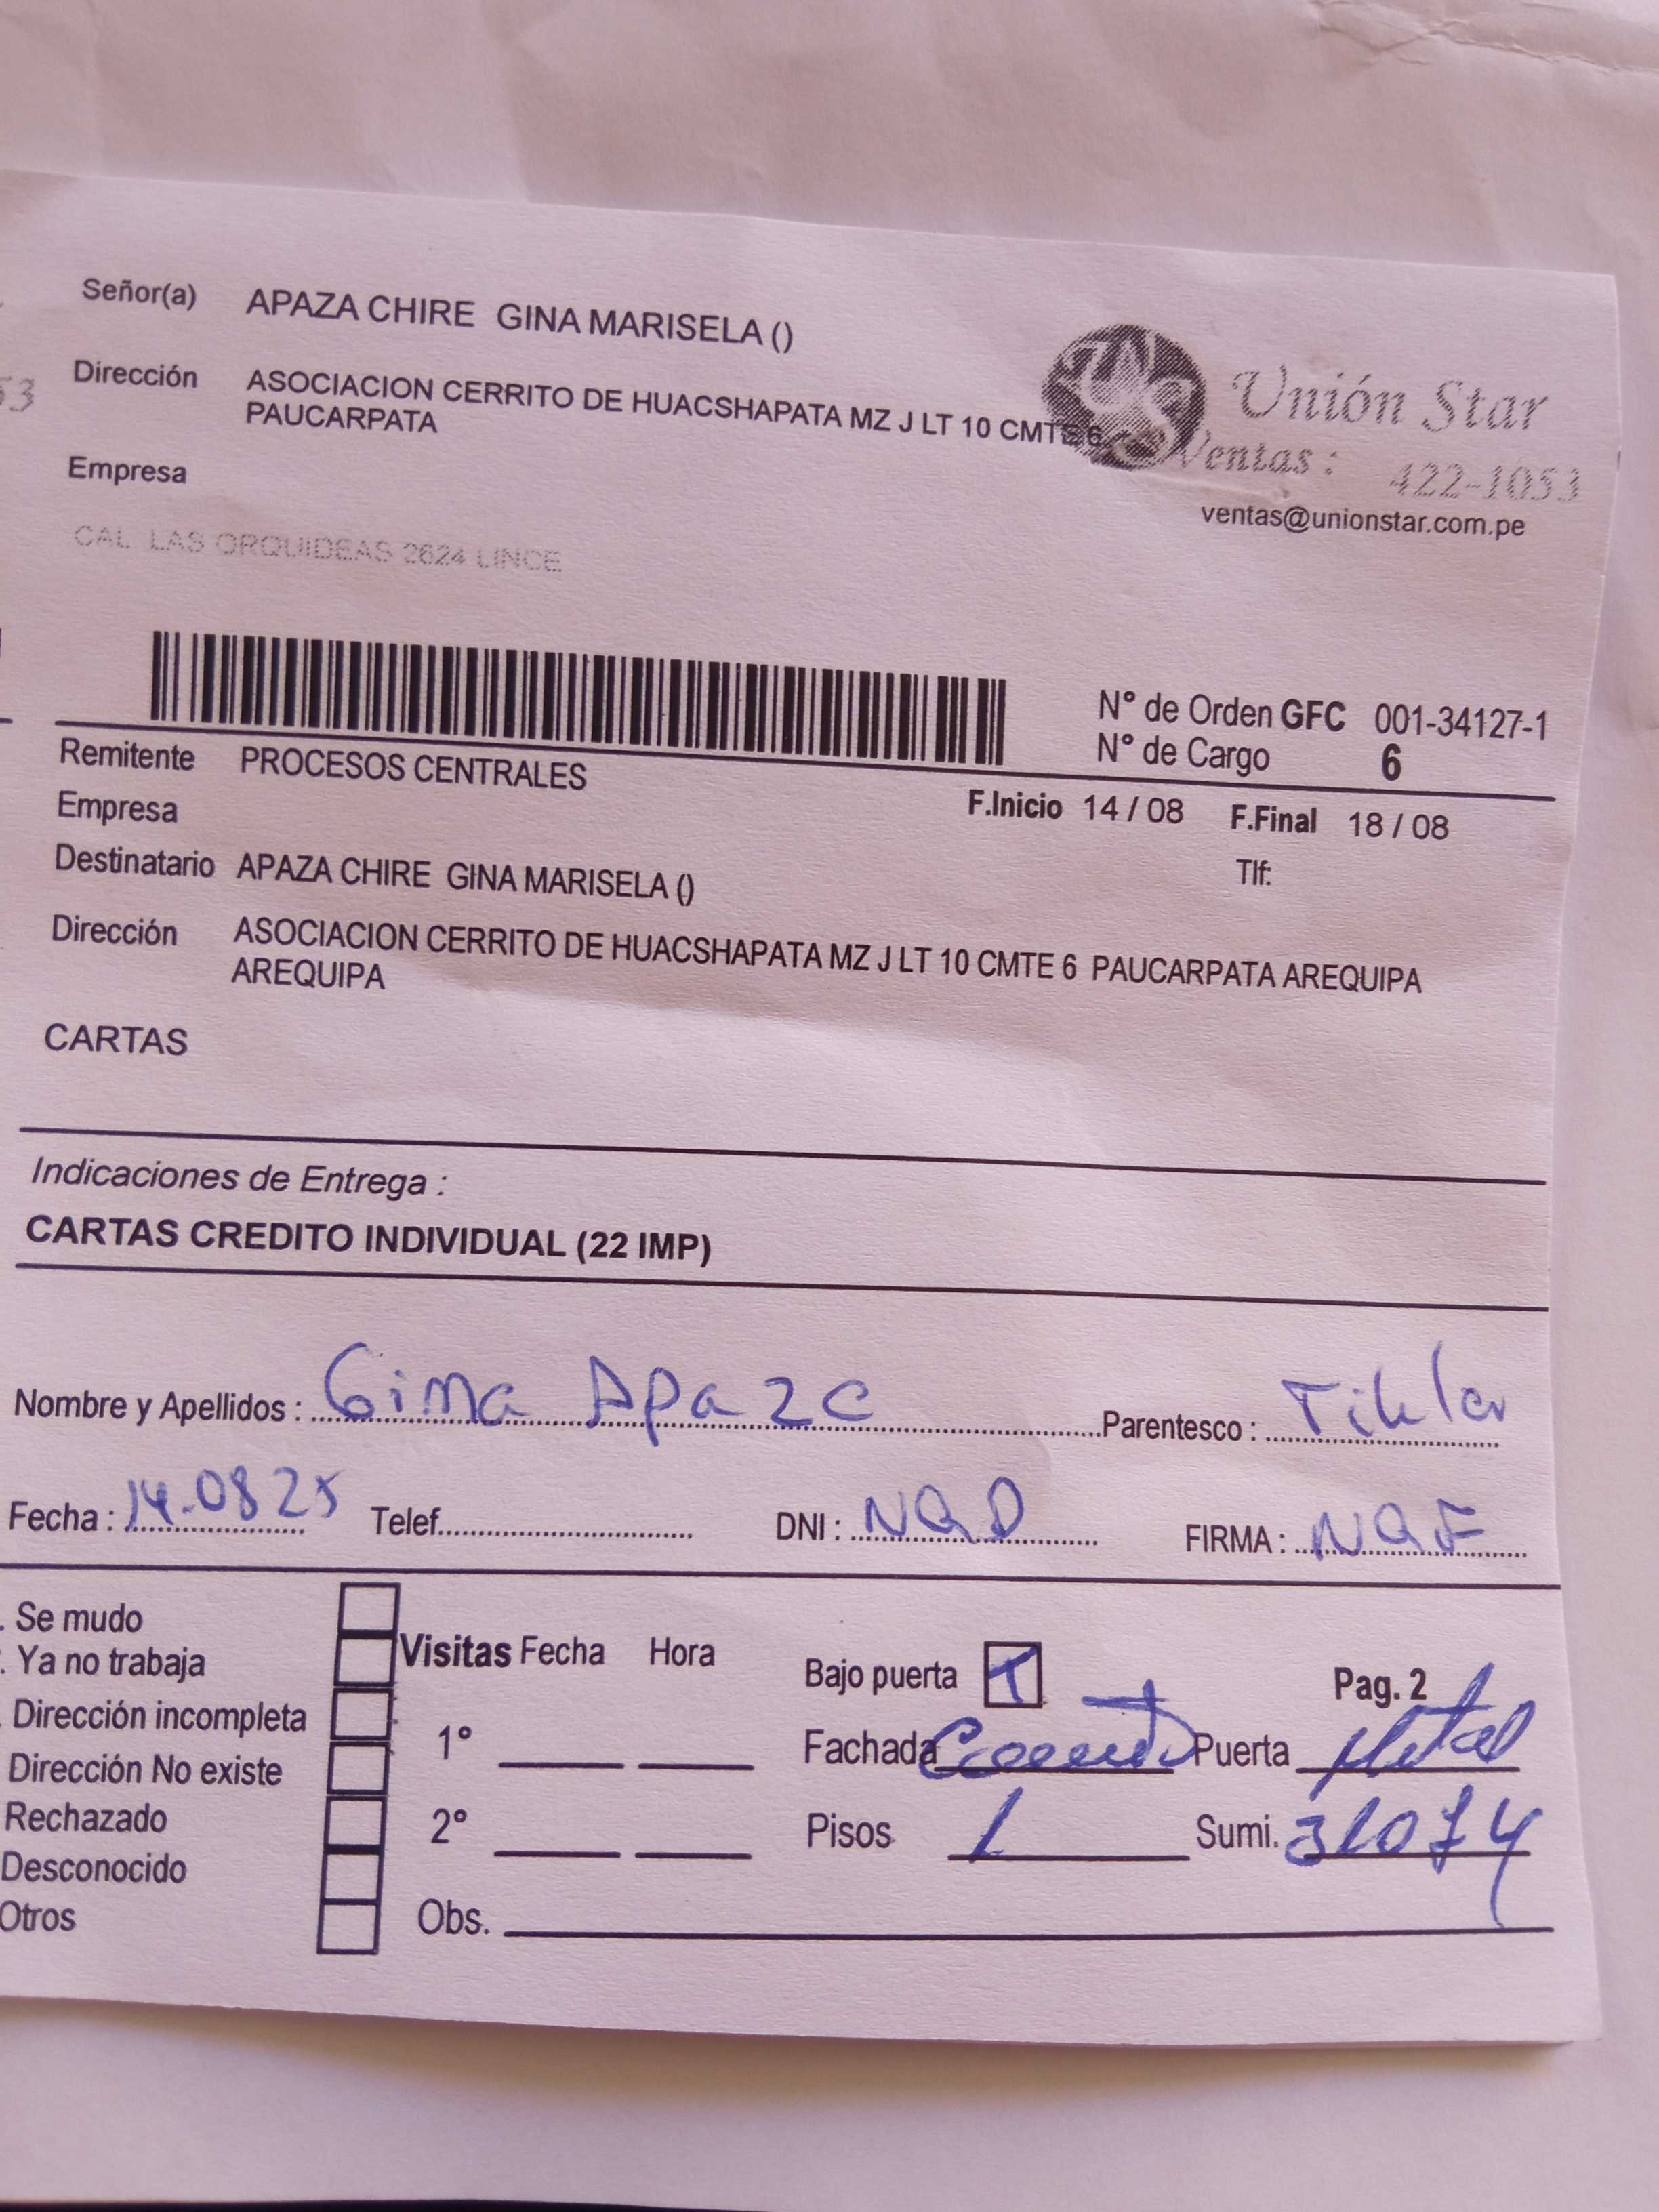 Señor(a) APAZA CHIRE GINA MARISELA ()
Dirección ASOCIACION CERRITO DE HUACSHAPATA MZ J LT 10 CMTE 6
PAUCARPATA
53
Unión Star
Ventas : 422-1053
ventas@unionstar.com.pe
Empresa
CAL LAS ORQUIDEAS 2624 LINCE
N° de Orden GFC 001-34127-1
N° de Cargo 6
Remitente PROCESOS CENTRALES
Empresa
F.Inicio 14 / 08 F.Final 18 / 08
Destinatario APAZA CHIRE GINA MARISELA ()
Tlf:
Dirección ASOCIACION CERRITO DE HUACSHAPATA MZ J LT 10 CMTE 6 PAUCARPATA AREQUIPA
AREQUIPA
CARTAS
Indicaciones de Entrega :
CARTAS CREDITO INDIVIDUAL (22 IMP)
Nombre y Apellidos : Gina Apaza Parentesco : Titular
Fecha : 14.08 25 Telef. DNI : NQD FIRMA : NQF
. Se mudo
. Ya no trabaja
. Dirección incompleta
Dirección No existe
Rechazado
Desconocido
Otros
Visitas Fecha Hora
1°
2°
Obs.
Bajo puerta Pag. 2
Fachada Cemento Puerta Metal
Pisos 1 Sumi. 31074